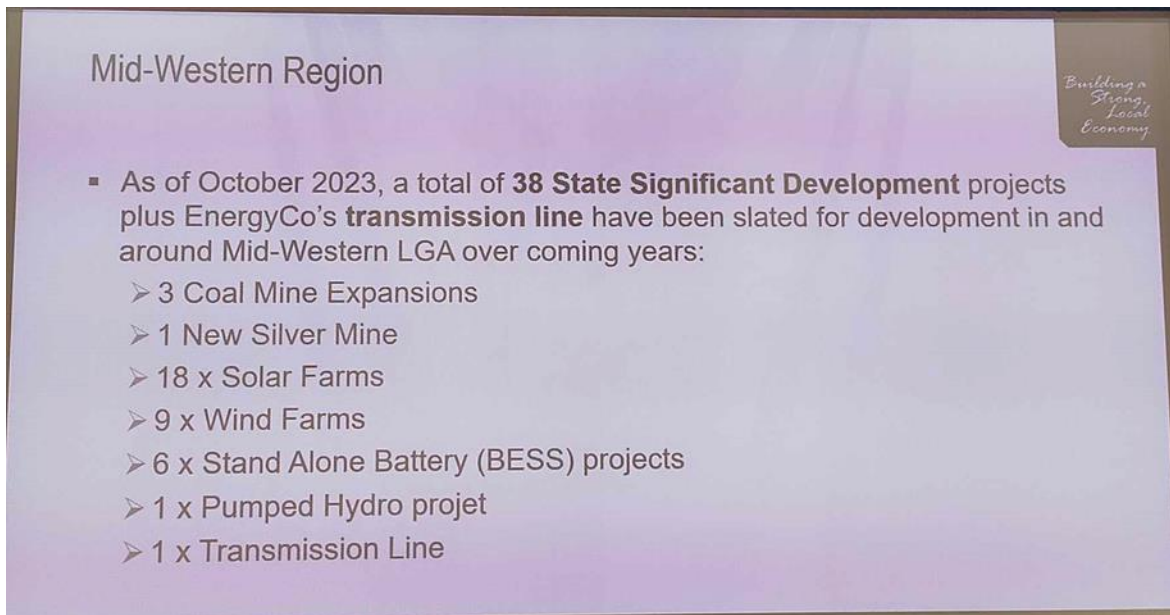 Mid-Western Region
Building a
Strong,
Local
Economy
▪ As of October 2023, a total of 38 State Significant Development projects
plus EnergyCo's transmission line have been slated for development in and
around Mid-Western LGA over coming years:
➢ 3 Coal Mine Expansions
➢ 1 New Silver Mine
➢ 18 x Solar Farms
➢ 9 x Wind Farms
➢ 6 x Stand Alone Battery (BESS) projects
➢ 1 x Pumped Hydro projet
➢ 1 x Transmission Line